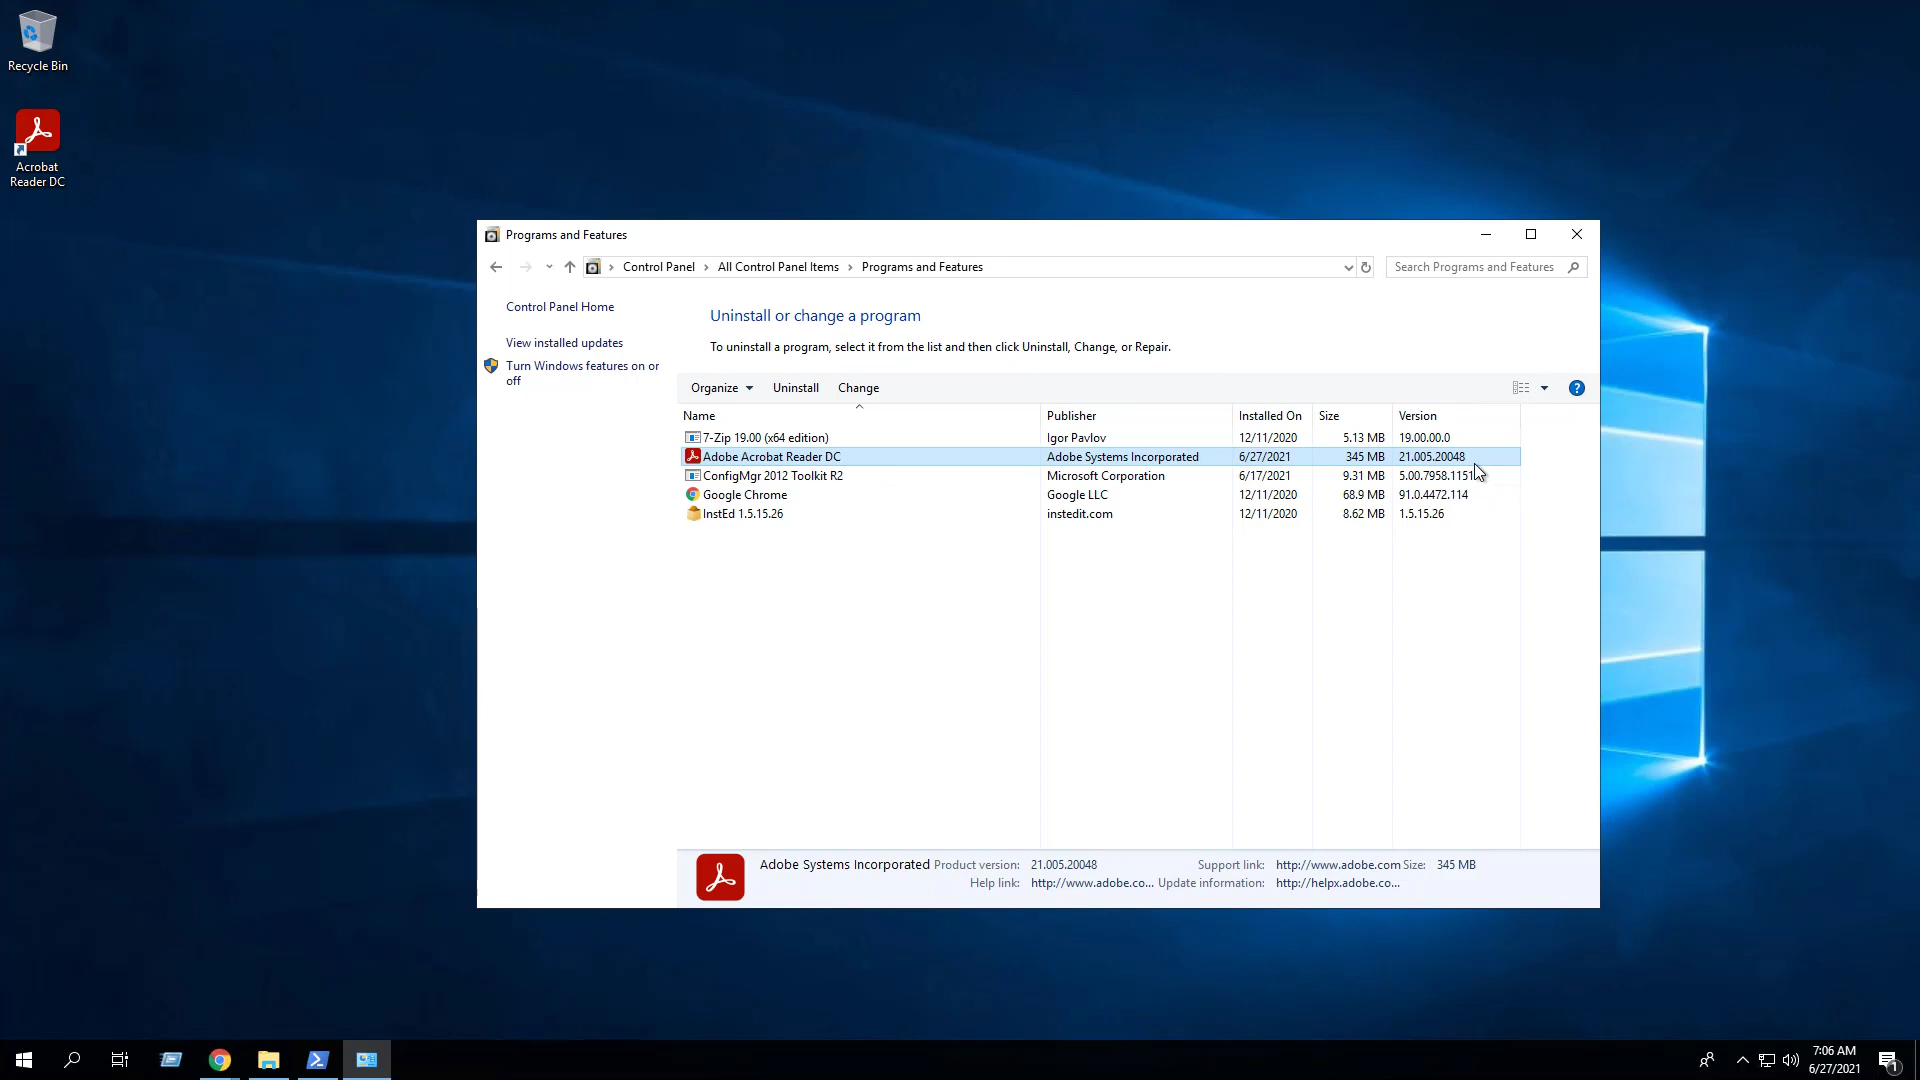 Recycle Bin
Acrobat
Reader DC
Programs and Features
Control Panel > All Control Panel Items > Programs and Features
Search Programs and Features
Control Panel Home
View installed updates
Turn Windows features on or
off
Uninstall or change a program
To uninstall a program, select it from the list and then click Uninstall, Change, or Repair.
Organize Uninstall Change
Name Publisher Installed On Size Version
7-Zip 19.00 (x64 edition) Igor Pavlov 12/11/2020 5.13 MB 19.00.00.0
Adobe Acrobat Reader DC Adobe Systems Incorporated 6/27/2021 345 MB 21.005.20048
ConfigMgr 2012 Toolkit R2 Microsoft Corporation 6/17/2021 9.31 MB 5.00.7958.1151
Google Chrome Google LLC 12/11/2020 68.9 MB 91.0.4472.114
InstEd 1.5.15.26 instedit.com 12/11/2020 8.62 MB 1.5.15.26
Adobe Systems Incorporated Product version: 21.005.20048 Support link: http://www.adobe.com Size: 345 MB
Help link: http://www.adobe.co... Update information: http://helpx.adobe.co...
7:06 AM
6/27/2021
1